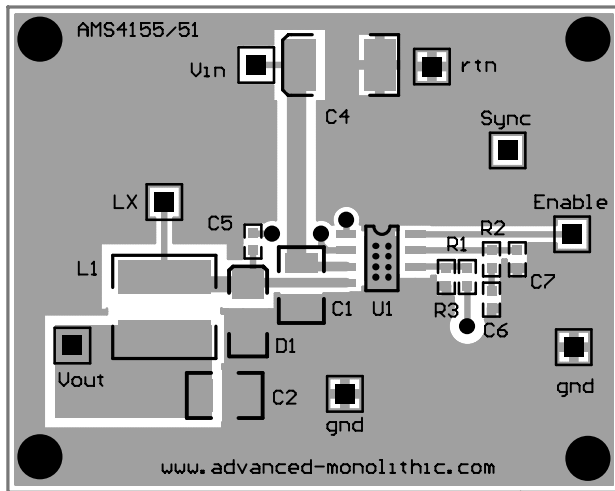 AMS4155/51
Vin
rtn
C4
Sync
LX
C5
Enable
R2
R1
L1
C7
C1
U1
R3
C6
D1
Vout
C2
gnd
gnd
www.advanced-monolithic.com